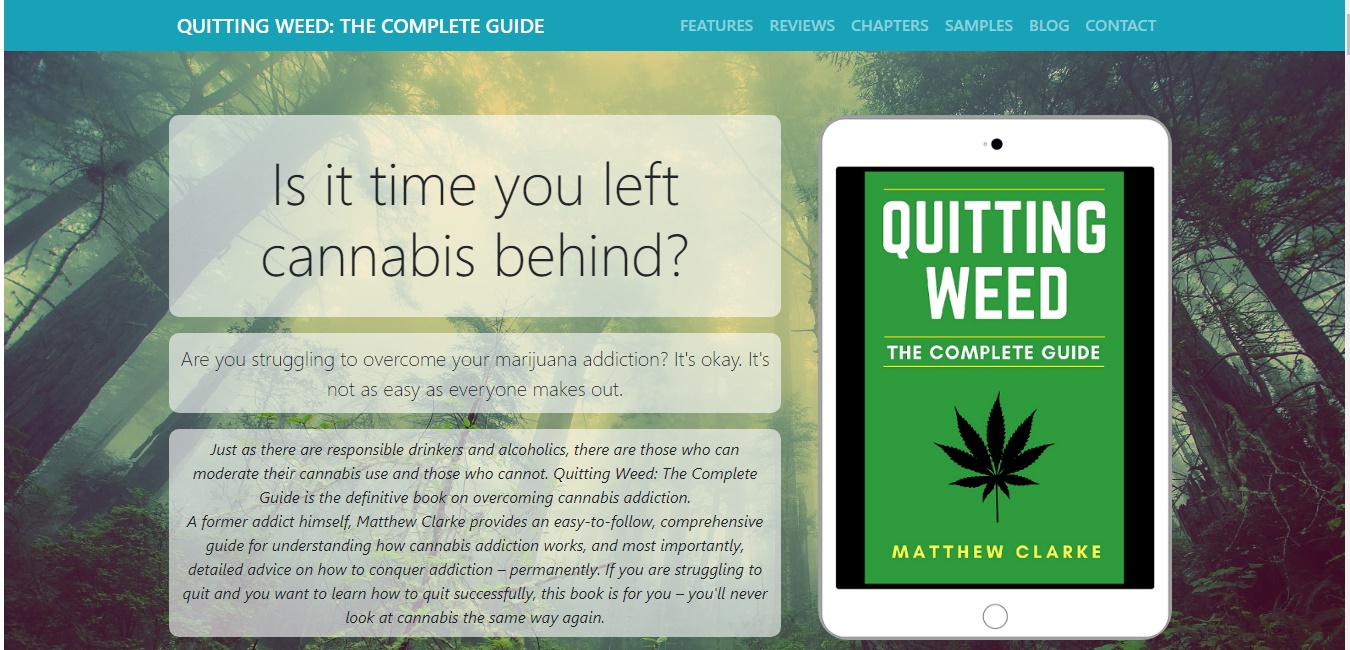 QUITTING WEED: THE COMPLETE GUIDE
FEATURES REVIEWS CHAPTERS SAMPLES BLOG CONTACT
Is it time you left
cannabis behind?
Are you struggling to overcome your marijuana addiction? It's okay. It's
not as easy as everyone makes out.
Just as there are responsible drinkers and alcoholics, there are those who can
moderate their cannabis use and those who cannot. Quitting Weed: The Complete
Guide is the definitive book on overcoming cannabis addiction.
A former addict himself, Matthew Clarke provides an easy-to-follow, comprehensive
guide for understanding how cannabis addiction works, and most importantly,
detailed advice on how to conquer addiction – permanently. If you are struggling to
quit and you want to learn how to quit successfully, this book is for you – you'll never
look at cannabis the same way again.
QUITTING
WEED
THE COMPLETE GUIDE
MATTHEW CLARKE